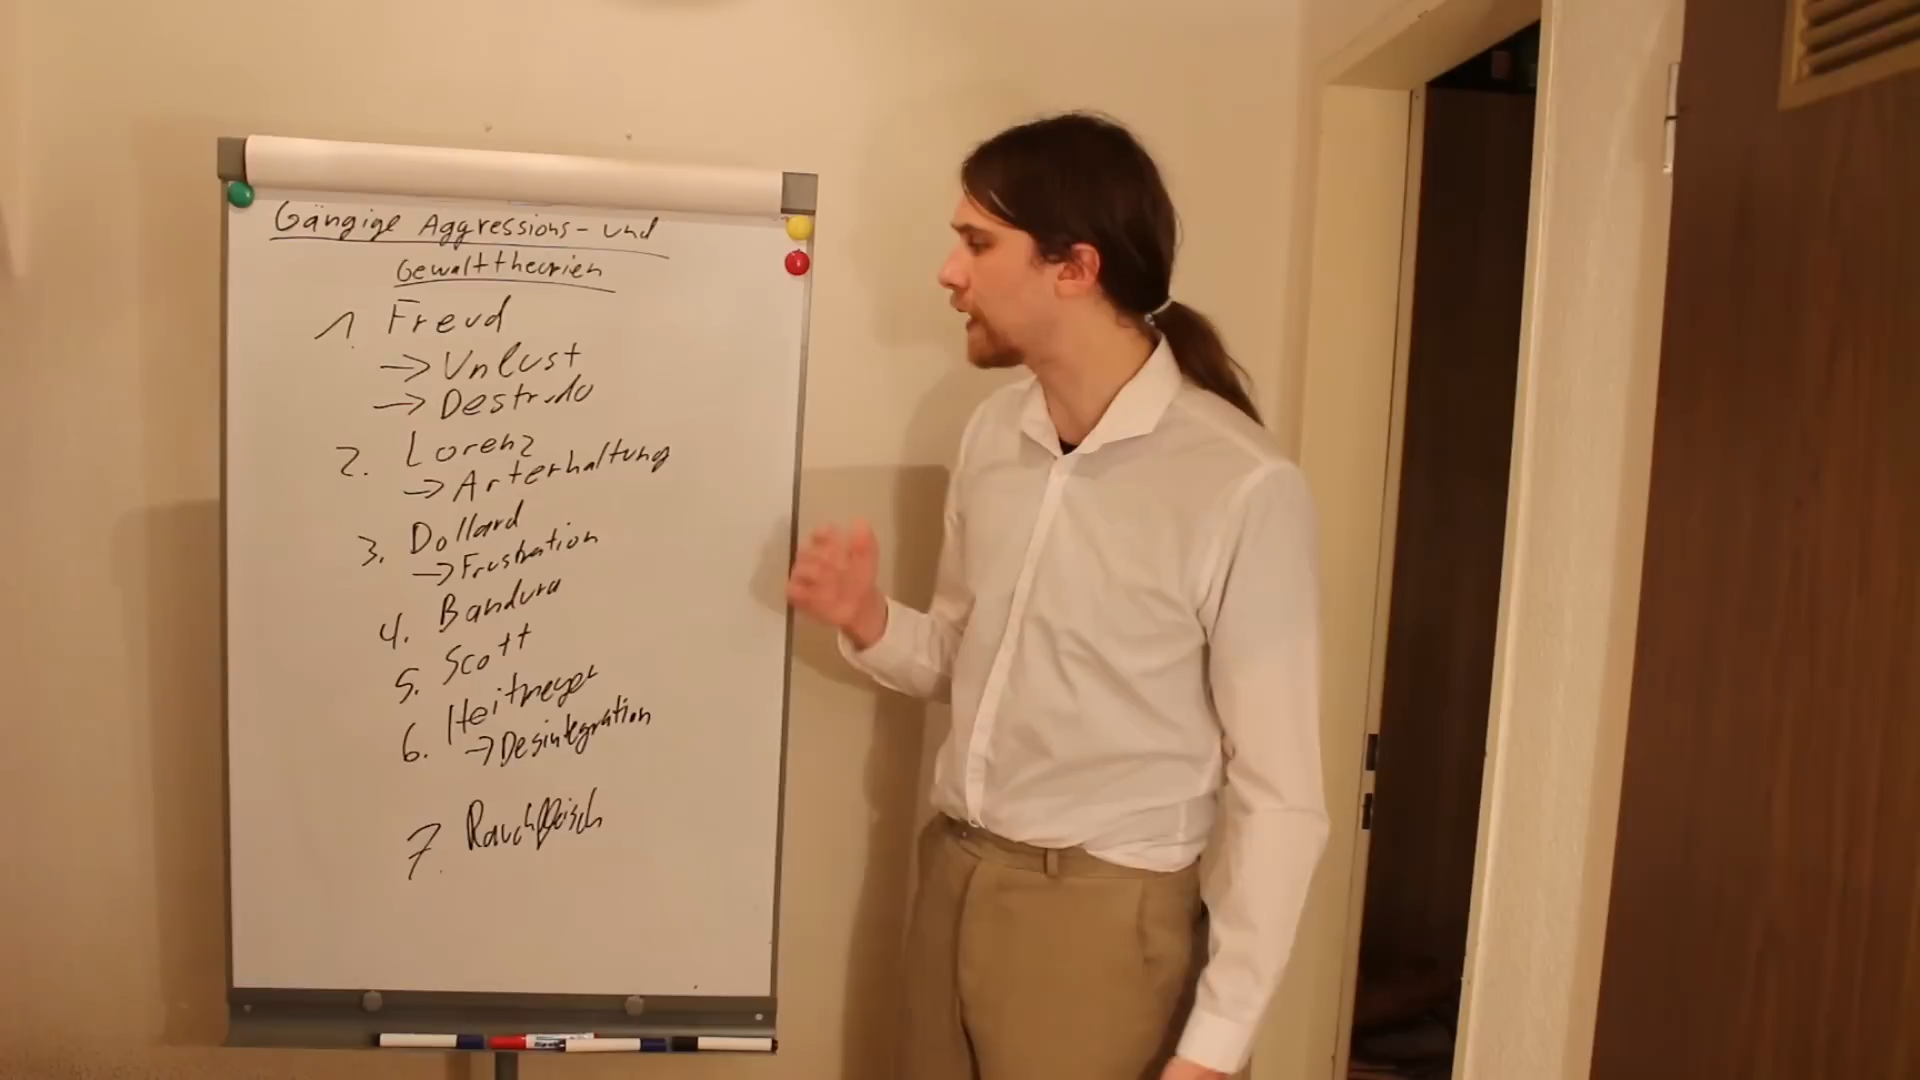 Gängige Aggressions- und
Gewalttheorien
1. Freud
→ Unlust
→ Destrudo
2. Lorenz
→ Arterhaltung
3. Dollard
→ Frustration
4. Bandura
5. Scott
6. Heitmeyer
→ Desintegration
7. Rauchfleisch